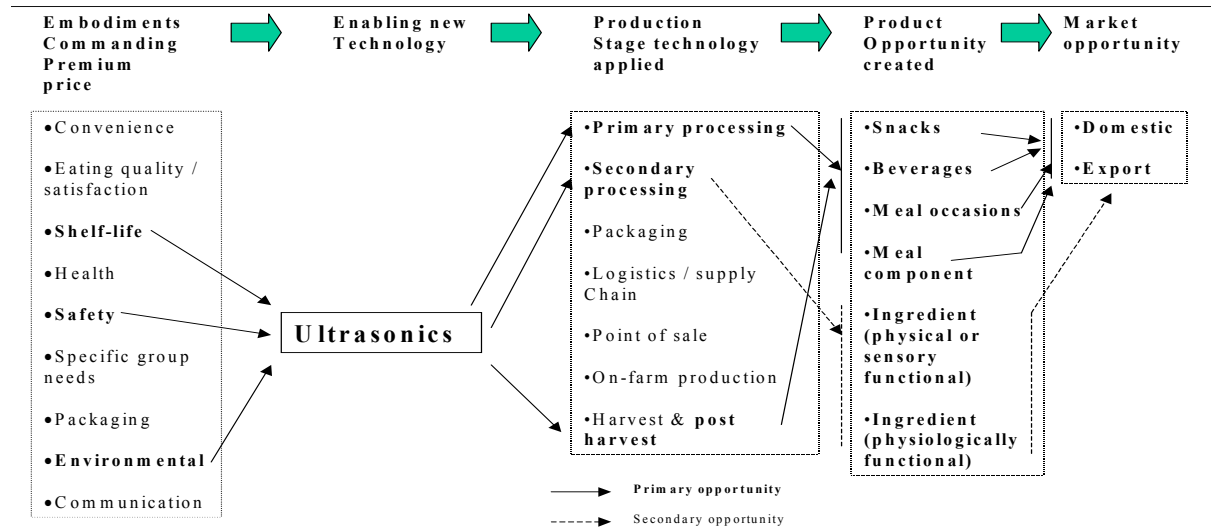 Embodiments
Commanding
Premium
price
Enabling new
Technology
Production
Stage technology
applied
Product
Opportunity
created
Market
opportunity
•Convenience
•Eating quality /
satisfaction
•Shelf-life
•Health
•Safety
•Specific group
needs
•Packaging
•Environmental
•Communication
Ultrasonics
•Primary processing
•Secondary
processing
•Packaging
•Logistics / supply
Chain
•Point of sale
•On-farm production
•Harvest & post
harvest
•Snacks
•Beverages
•Meal occasions
•Meal
component
•Ingredient
(physical or
sensory
functional)
•Ingredient
(physiologically
functional)
•Domestic
•Export
Primary opportunity
Secondary opportunity